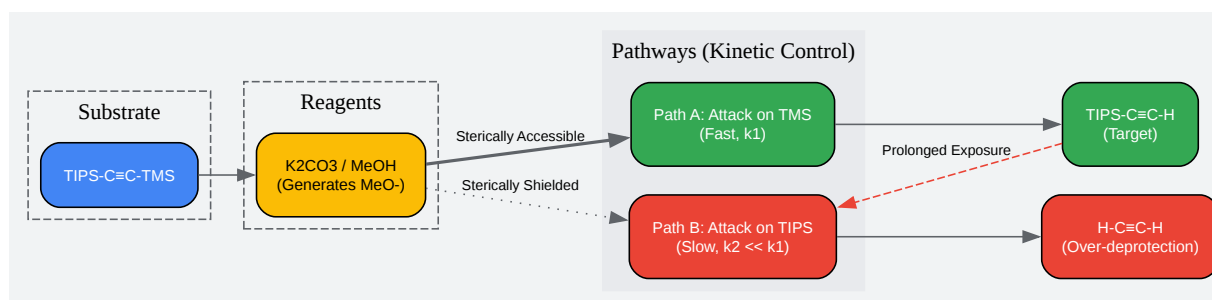 Substrate
TIPS-C≡C-TMS
Reagents
K2CO3 / MeOH
(Generates MeO-)
Sterically Accessible
Sterically Shielded
Pathways (Kinetic Control)
Path A: Attack on TMS
(Fast, k1)
Path B: Attack on TIPS
(Slow, k2 << k1)
Prolonged Exposure
TIPS-C≡C-H
(Target)
H-C≡C-H
(Over-deprotection)